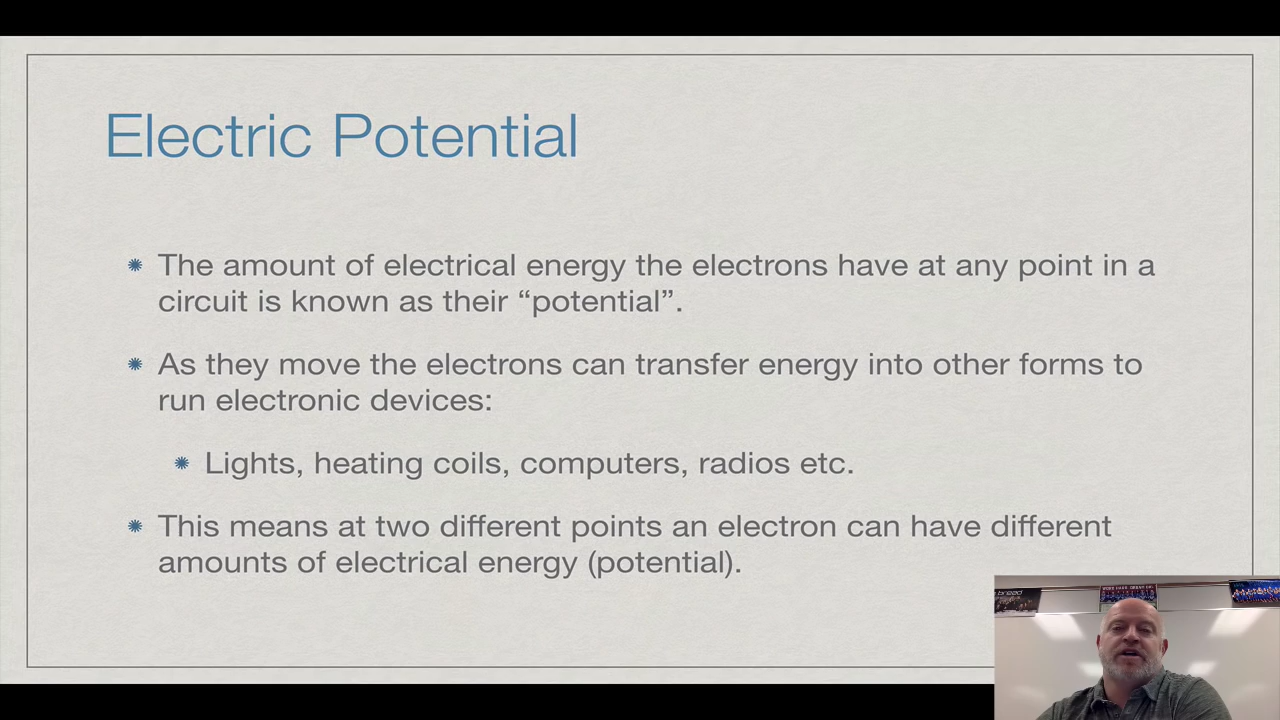 Electric Potential
The amount of electrical energy the electrons have at any point in a
circuit is known as their “potential”.
As they move the electrons can transfer energy into other forms to
run electronic devices:
Lights, heating coils, computers, radios etc.
This means at two different points an electron can have different
amounts of electrical energy (potential).